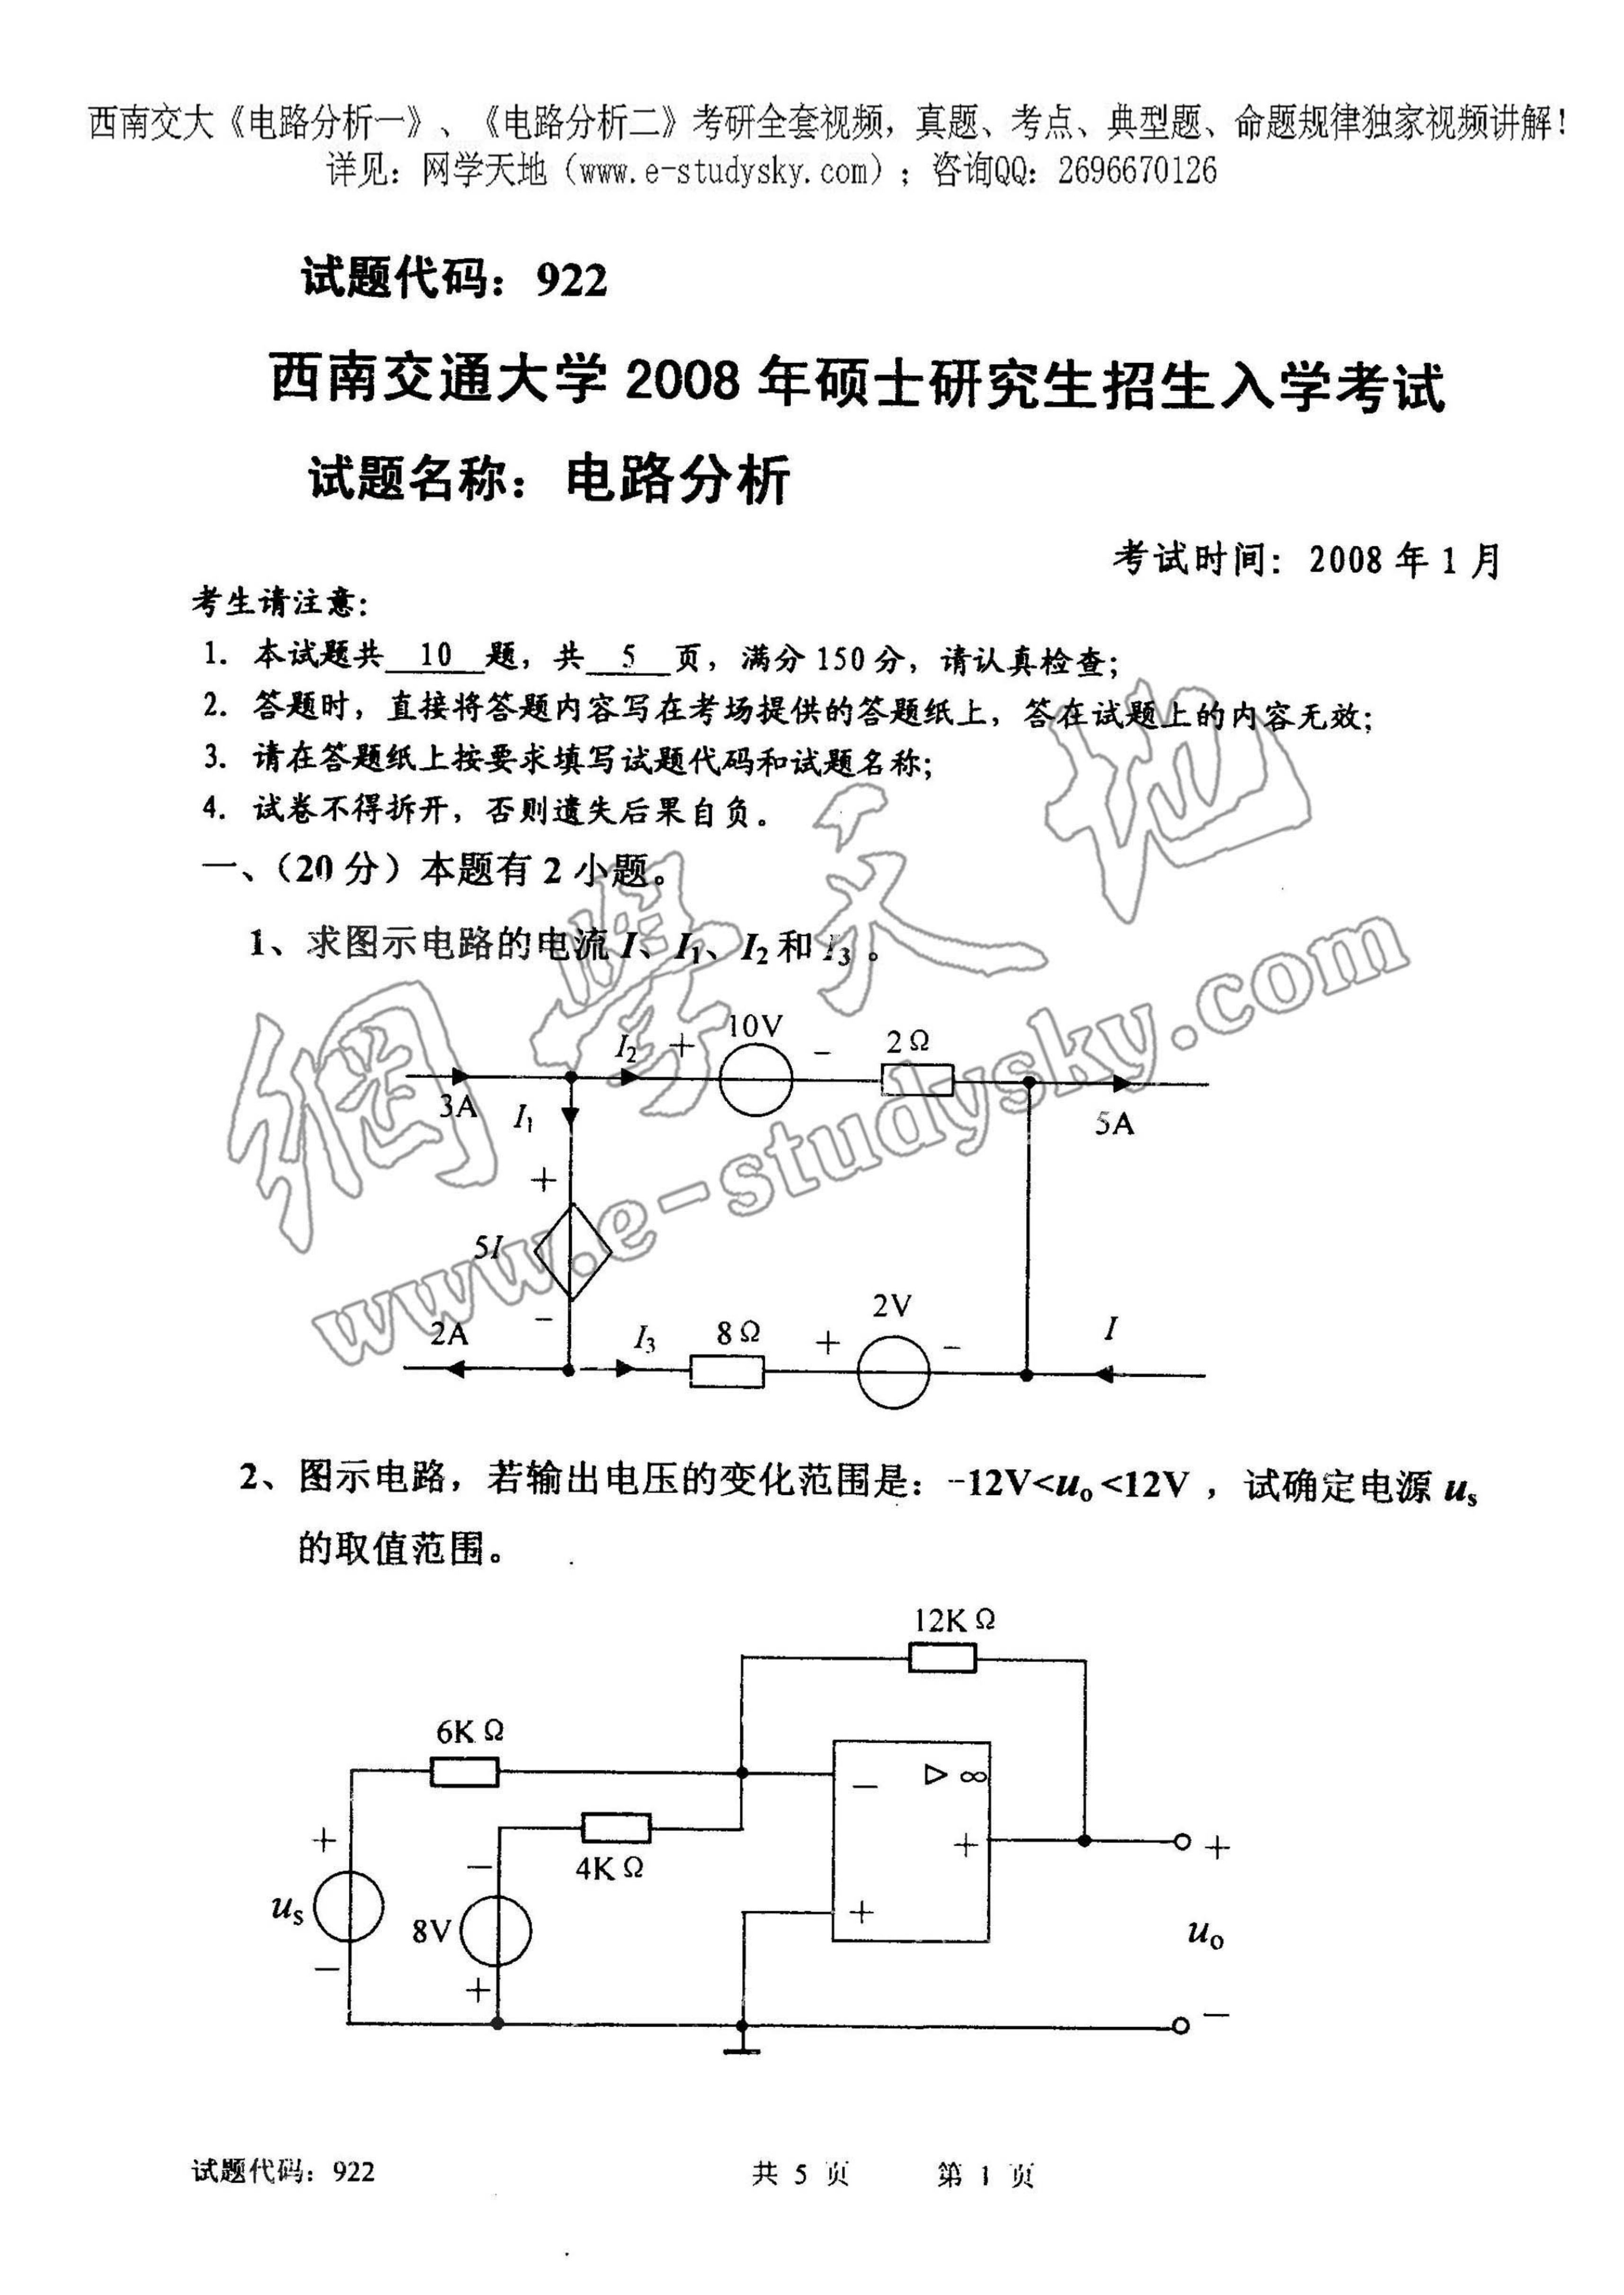 西南交大《电路分析一》、《电路分析二》考研全套视频，真题、考点、典型题、命题规律独家视频讲解！
详见：网学天地（www.e-studysky.com）；咨询QQ：2696670126
试题代码：922
西南交通大学2008年硕士研究生招生入学考试
试题名称：电路分析
考试时间：2008年1月
考生请注意：
1. 本试题共 10 题，共 5 页，满分150分，请认真检查；
2. 答题时，直接将答题内容写在考场提供的答题纸上，答在试题上的内容无效；
3. 请在答题纸上按要求填写试题代码和试题名称；
4. 试卷不得拆开，否则遗失后果自负。
一、（20分）本题有2小题。
1、求图示电路的电流I、I₁、I₂和I₃。
網學天地
www.e-studysky.com
I₂ + 10V − 2Ω
3A I₁ 5A
+
5I
−
2A I₃ 8Ω + 2V − I
2、图示电路，若输出电压的变化范围是：-12V<uₒ<12V，试确定电源uₛ
的取值范围。
12KΩ
6KΩ
− ▷ ∞
+ − 4KΩ + +
uₛ 8V + uₒ
− + −
试题代码：922 共 5 页 第 1 页